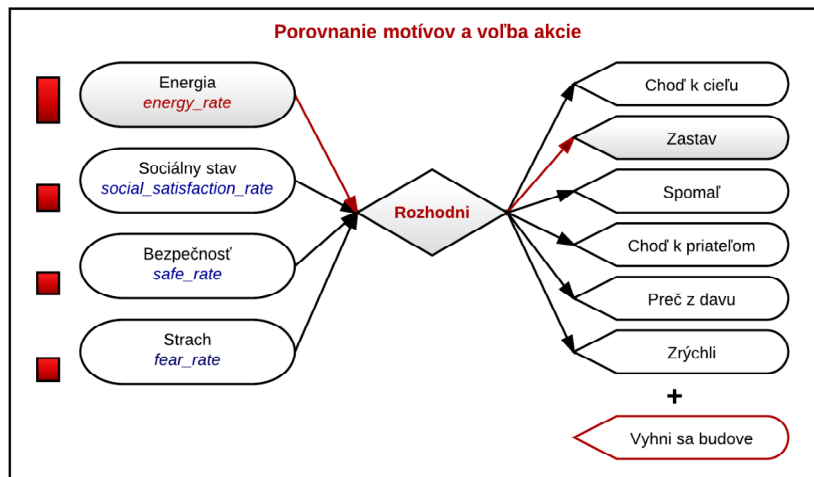 Porovnanie motívov a voľba akcie
Energia
energy_rate
Sociálny stav
social_satisfaction_rate
Bezpečnosť
safe_rate
Strach
fear_rate
Rozhodni
Choď k cieľu
Zastav
Spomaľ
Choď k priateľom
Preč z davu
Zrýchli
+
Vyhni sa budove